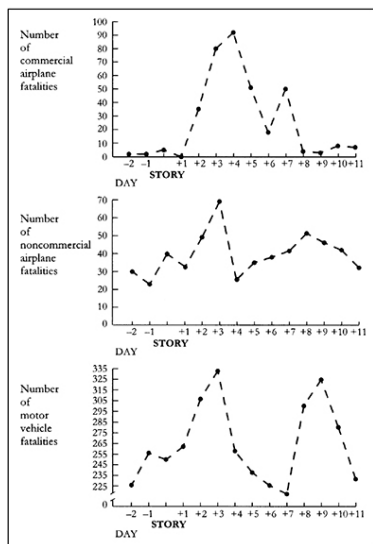 Number
of
commercial
airplane
fatalities
100
90
80
70
60
50
40
30
20
10
0
−2 −1 +1 +2 +3 +4 +5 +6 +7 +8 +9 +10 +11
STORY
DAY
Number
of
noncommercial
airplane
fatalities
70
60
50
40
30
20
10
0
−2 −1 +1 +2 +3 +4 +5 +6 +7 +8 +9 +10 +11
STORY
DAY
Number
of
motor
vehicle
fatalities
335
325
315
305
295
285
275
265
255
245
235
225
0
−2 −1 +1 +2 +3 +4 +5 +6 +7 +8 +9 +10 +11
STORY
DAY